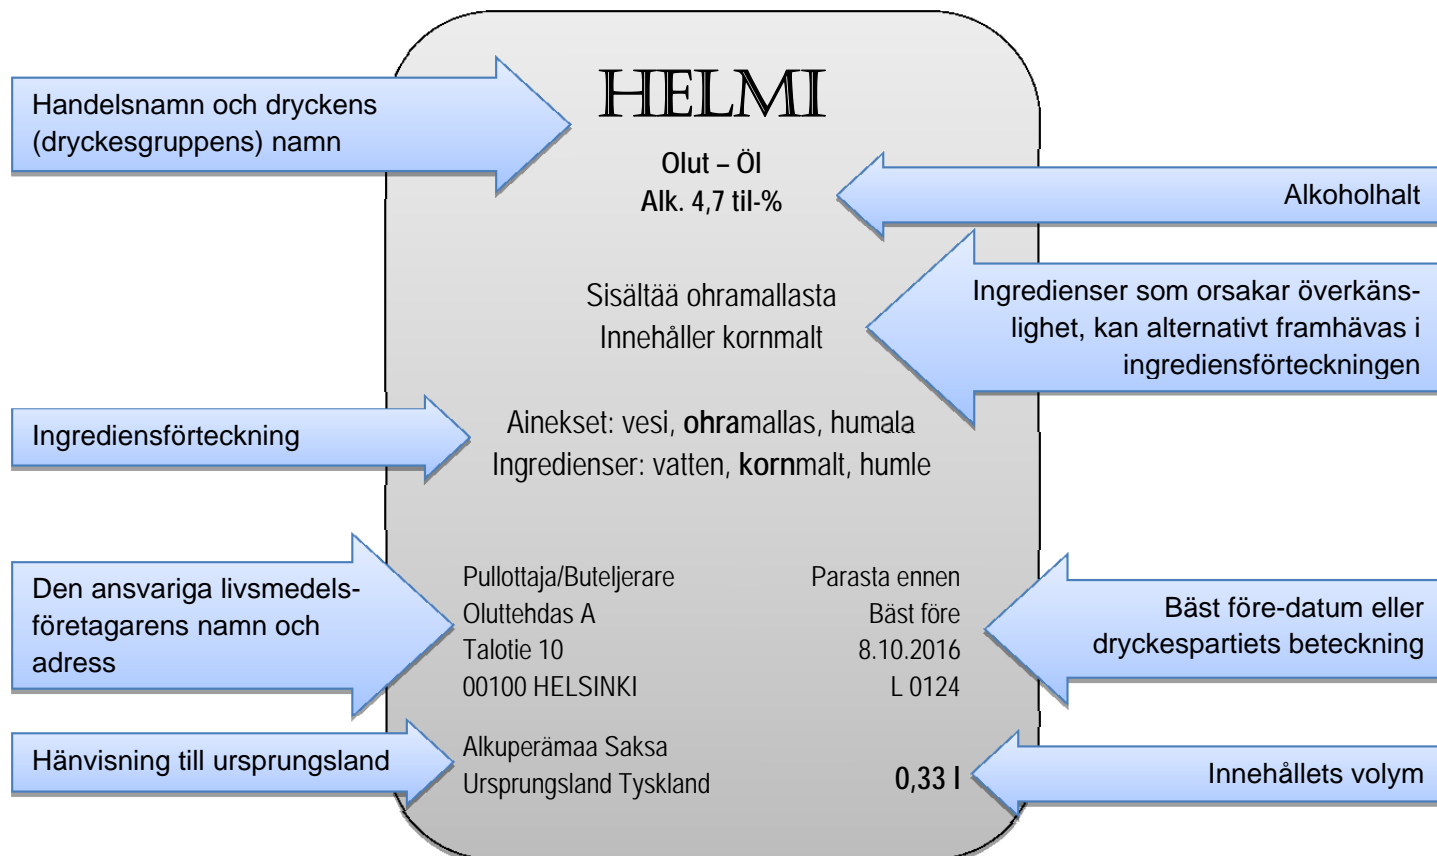 HELMI
Handelsnamn och dryckens
(dryckesgruppens) namn
Olut – Öl
Alk. 4,7 til-%
Alkoholhalt
Sisältää ohramallasta
Innehåller kornmalt
Ingredienser som orsakar överkäns-
lighet, kan alternativt framhävas i
ingrediensförteckningen
Ingrediensförteckning
Ainekset: vesi, ohramallas, humala
Ingredienser: vatten, kornmalt, humle
Den ansvariga livsmedels-
företagarens namn och
adress
Pullottaja/Buteljerare
Oluttehdas A
Talotie 10
00100 HELSINKI
Parasta ennen
Bäst före
8.10.2016
L 0124
Bäst före-datum eller
dryckespartiets beteckning
Hänvisning till ursprungsland
Alkuperämaa Saksa
Ursprungsland Tyskland
0,33 l
Innehållets volym